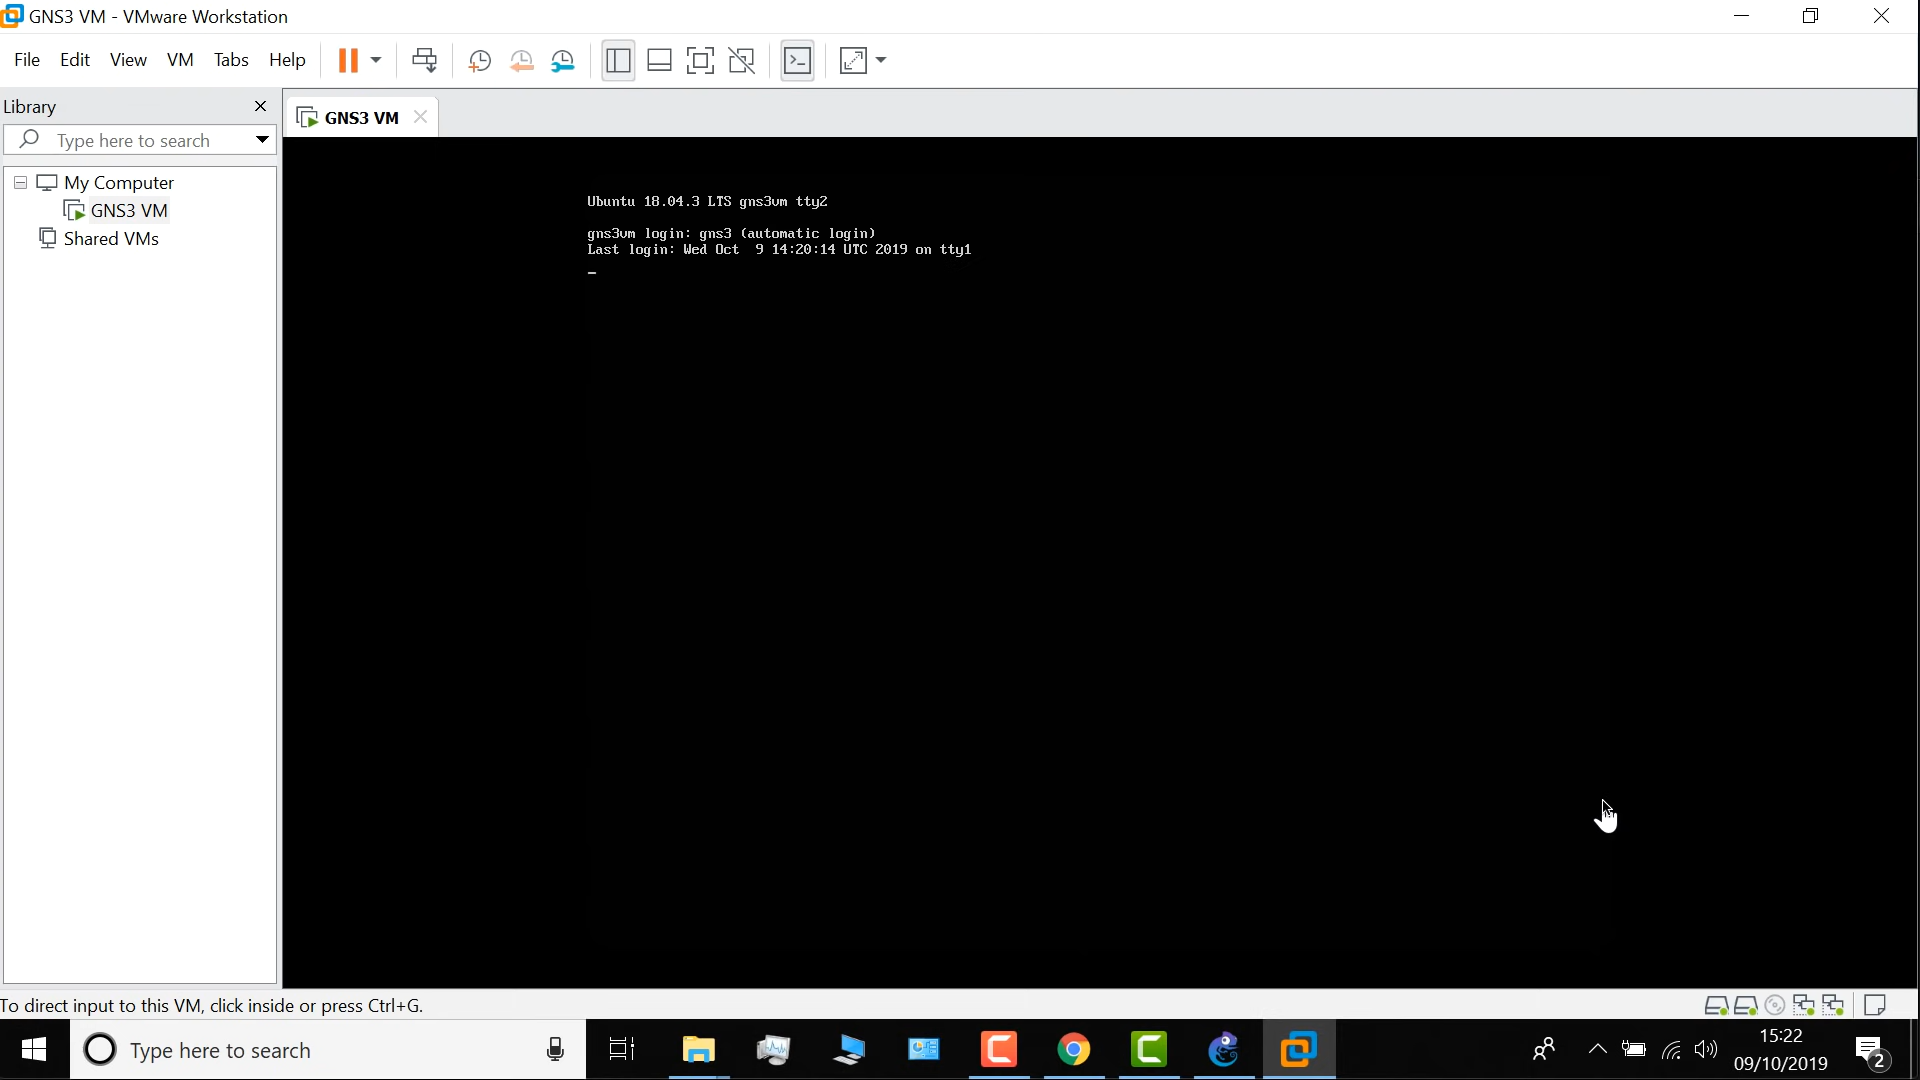 GNS3 VM - VMware Workstation
File Edit View VM Tabs Help
Library
Type here to search
GNS3 VM
My Computer
GNS3 VM
Shared VMs
Ubuntu 18.04.3 LTS gns3vm tty2
gns3vm login: gns3 (automatic login)
Last login: Wed Oct  9 14:20:14 UTC 2019 on tty1
To direct input to this VM, click inside or press Ctrl+G.
Type here to search
15:22
09/10/2019
2